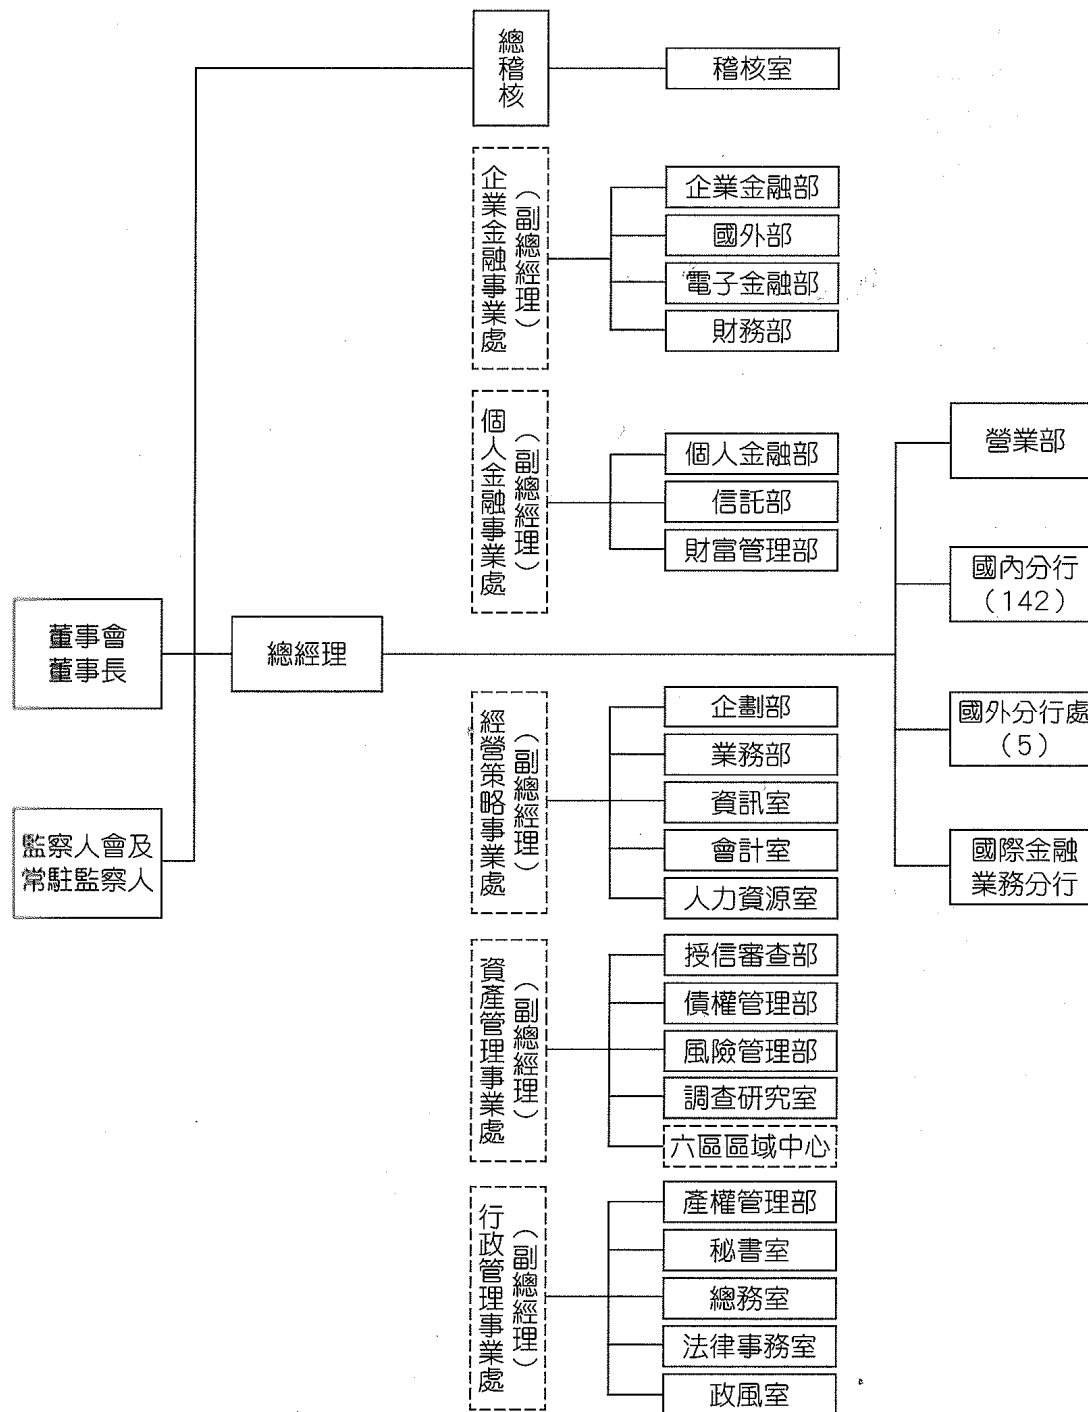 總稽核
稽核室
企業金融事業處
（副總經理）
企業金融部
國外部
電子金融部
財務部
個人金融事業處
（副總經理）
個人金融部
信託部
財富管理部
董事會
董事長
總經理
監察人會及
常駐監察人
經營策略事業處
（副總經理）
企劃部
業務部
資訊室
會計室
人力資源室
資產管理事業處
（副總經理）
授信審查部
債權管理部
風險管理部
調查研究室
六區區域中心
行政管理事業處
（副總經理）
產權管理部
秘書室
總務室
法律事務室
政風室
營業部
國內分行
（142）
國外分行處
（5）
國際金融
業務分行